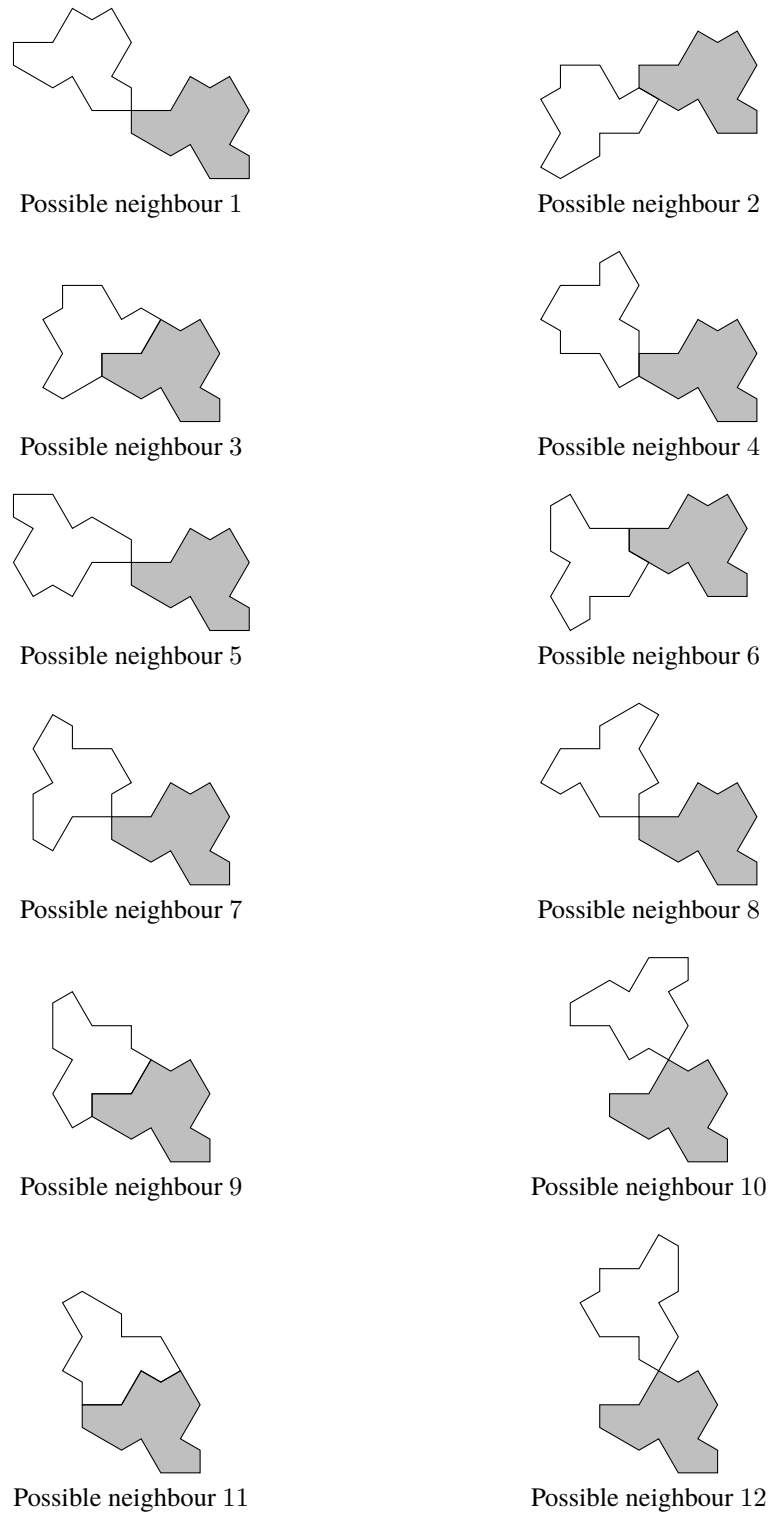 Possible neighbour 1
Possible neighbour 2
Possible neighbour 3
Possible neighbour 4
Possible neighbour 5
Possible neighbour 6
Possible neighbour 7
Possible neighbour 8
Possible neighbour 9
Possible neighbour 10
Possible neighbour 11
Possible neighbour 12